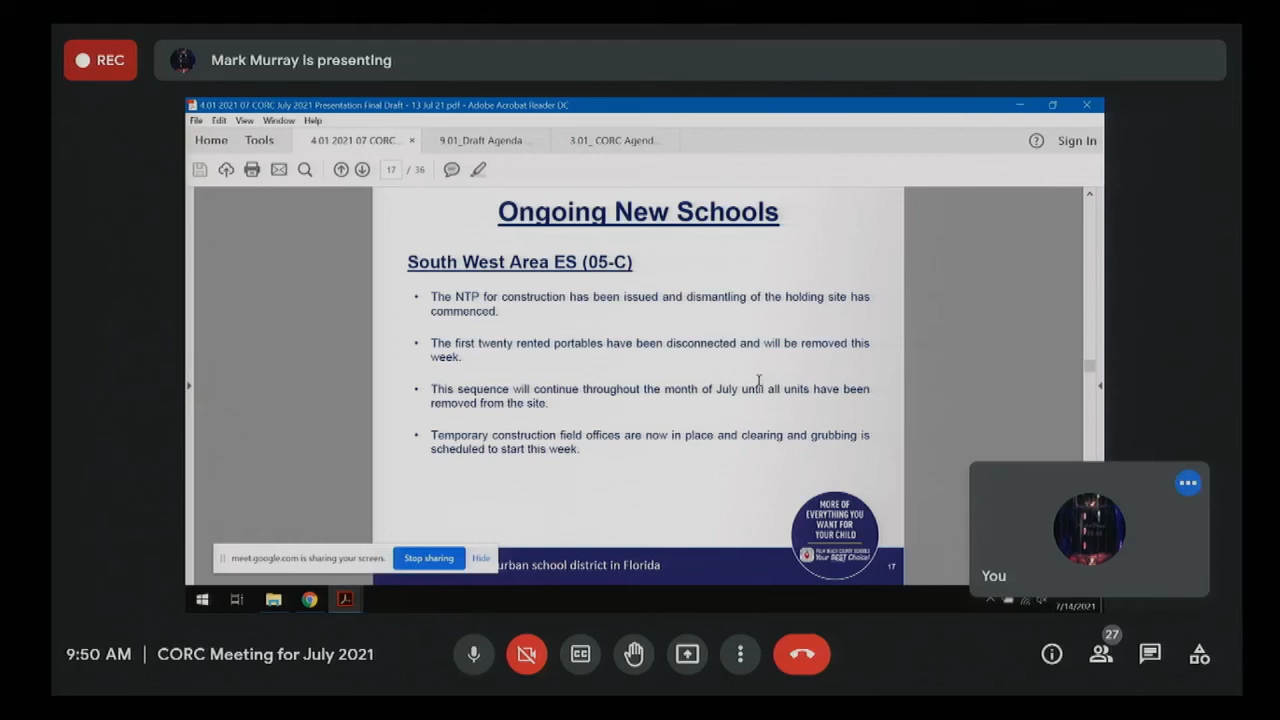 REC
Mark Murray is presenting
4.01 2021 07 CORC July 2021 Presentation Final Draft - 13 Jul 21.pdf - Adobe Acrobat Reader DC
File Edit View Window Help
Home Tools 4.01 2021 07 CORC... × 9.01_Draft Agenda ... 3.01_ CORC Agend... Sign In
17 / 36
Ongoing New Schools
South West Area ES (05-C)
• The NTP for construction has been issued and dismantling of the holding site has
commenced.
• The first twenty rented portables have been disconnected and will be removed this
week.
• This sequence will continue throughout the month of July until all units have been
removed from the site.
• Temporary construction field offices are now in place and clearing and grubbing is
scheduled to start this week.
MORE OF
EVERYTHING YOU
WANT FOR
YOUR CHILD
PALM BEACH COUNTY SCHOOLS
Your BEST Choice!
meet.google.com is sharing your screen. Stop sharing Hide
urban school district in Florida
17
You
7/14/2021
9:50 AM | CORC Meeting for July 2021
27